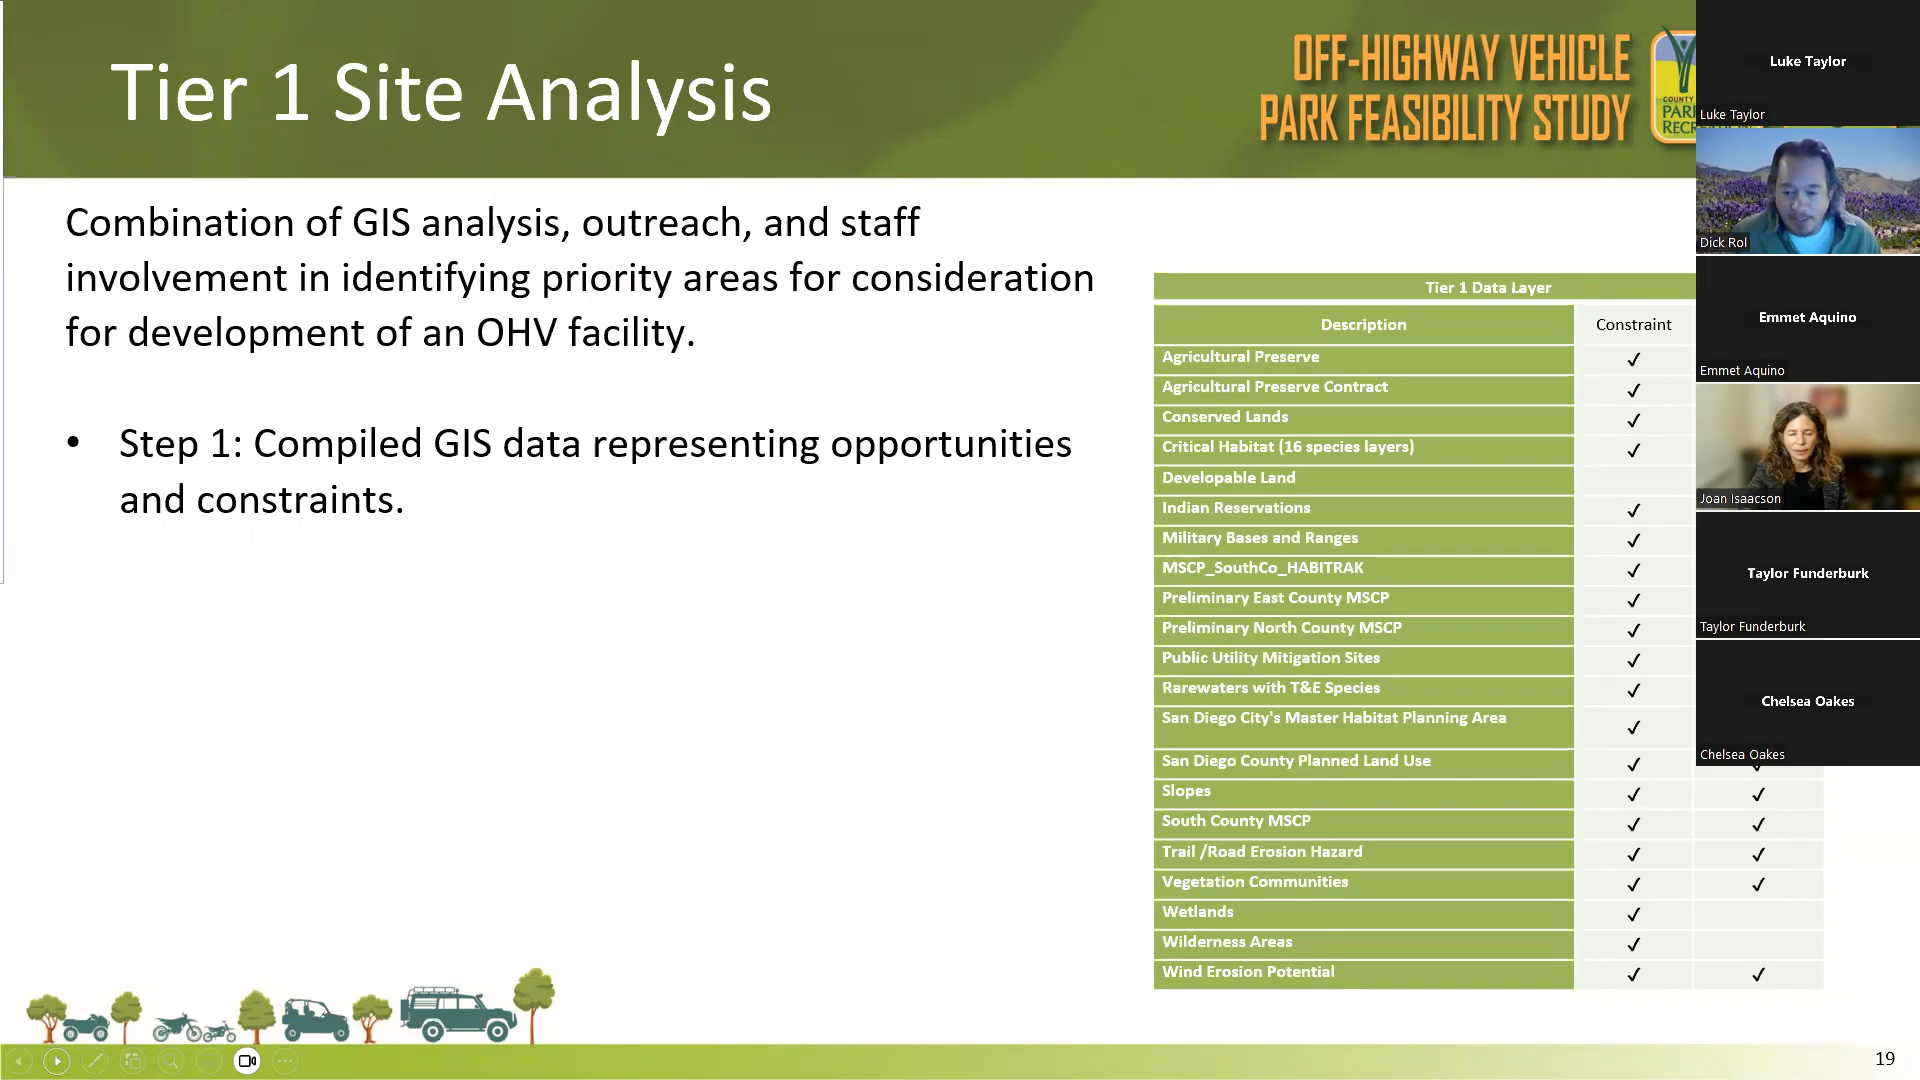 Tier 1 Site Analysis
OFF-HIGHWAY VEHICLE
PARK FEASIBILITY STUDY
COUNTY
PAR
REC
Combination of GIS analysis, outreach, and staff
involvement in identifying priority areas for consideration
for development of an OHV facility.
• Step 1: Compiled GIS data representing opportunities
and constraints.
Tier 1 Data Layer
Description Constraint
Agricultural Preserve ✓
Agricultural Preserve Contract ✓
Conserved Lands ✓
Critical Habitat (16 species layers) ✓
Developable Land
Indian Reservations ✓
Military Bases and Ranges ✓
MSCP_SouthCo_HABITRAK ✓
Preliminary East County MSCP ✓
Preliminary North County MSCP ✓
Public Utility Mitigation Sites ✓
Rarewaters with T&E Species ✓
San Diego City's Master Habitat Planning Area ✓
San Diego County Planned Land Use ✓ ✓
Slopes ✓ ✓
South County MSCP ✓ ✓
Trail /Road Erosion Hazard ✓ ✓
Vegetation Communities ✓ ✓
Wetlands ✓
Wilderness Areas ✓
Wind Erosion Potential ✓ ✓
Luke Taylor
Luke Taylor
Dick Rol
Emmet Aquino
Emmet Aquino
Joan Isaacson
Taylor Funderburk
Taylor Funderburk
Chelsea Oakes
Chelsea Oakes
19